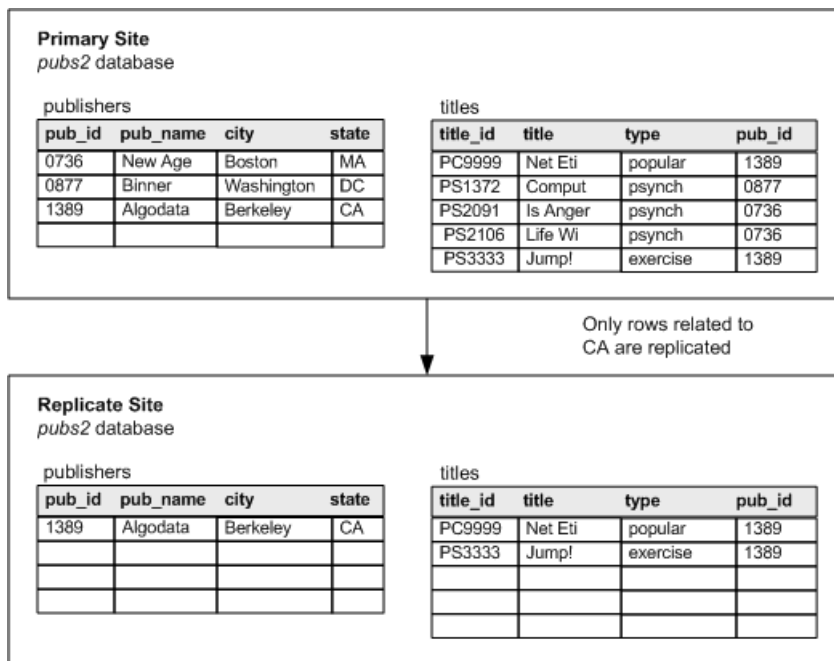 Primary Site
pubs2 database
publishers
pub_id pub_name city state
0736 New Age Boston MA
0877 Binner Washington DC
1389 Algodata Berkeley CA
titles
title_id title type pub_id
PC9999 Net Eti popular 1389
PS1372 Comput psynch 0877
PS2091 Is Anger psynch 0736
PS2106 Life Wi psynch 0736
PS3333 Jump! exercise 1389
Only rows related to
CA are replicated
Replicate Site
pubs2 database
publishers
pub_id pub_name city state
1389 Algodata Berkeley CA
titles
title_id title type pub_id
PC9999 Net Eti popular 1389
PS3333 Jump! exercise 1389